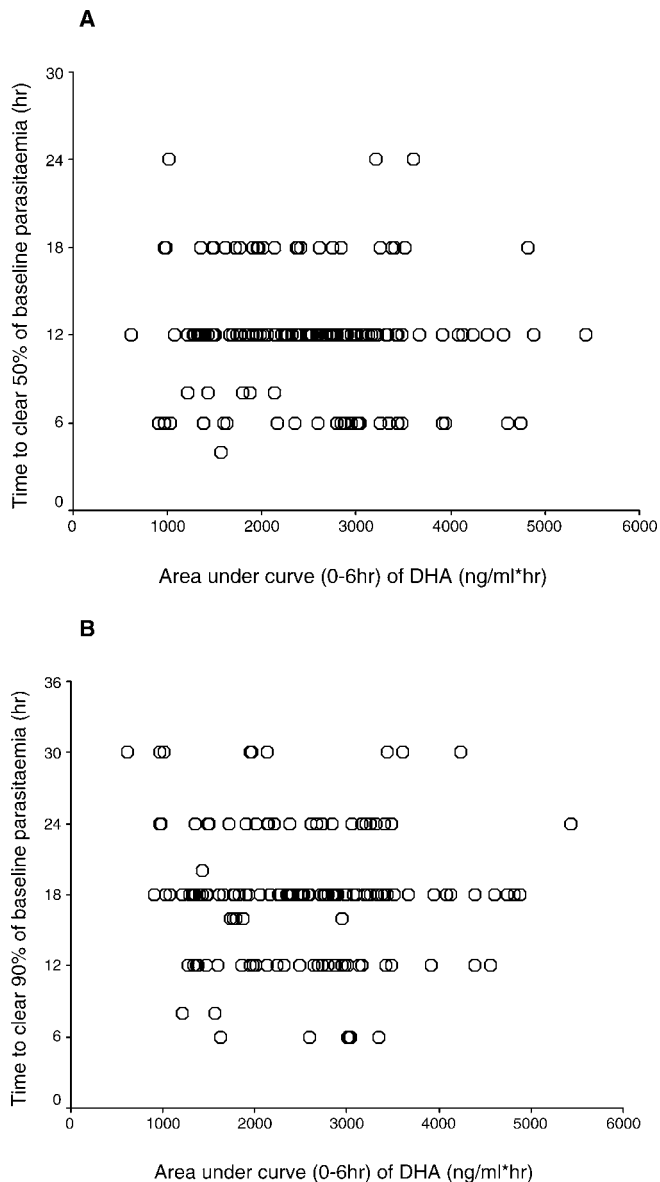 A
Time to clear 50% of baseline parasitaemia (hr)
30
24
18
12
6
0
0 1000 2000 3000 4000 5000 6000
Area under curve (0-6hr) of DHA (ng/ml*hr)
B
Time to clear 90% of baseline parasitaemia (hr)
36
30
24
18
12
6
0
0 1000 2000 3000 4000 5000 6000
Area under curve (0-6hr) of DHA (ng/ml*hr)